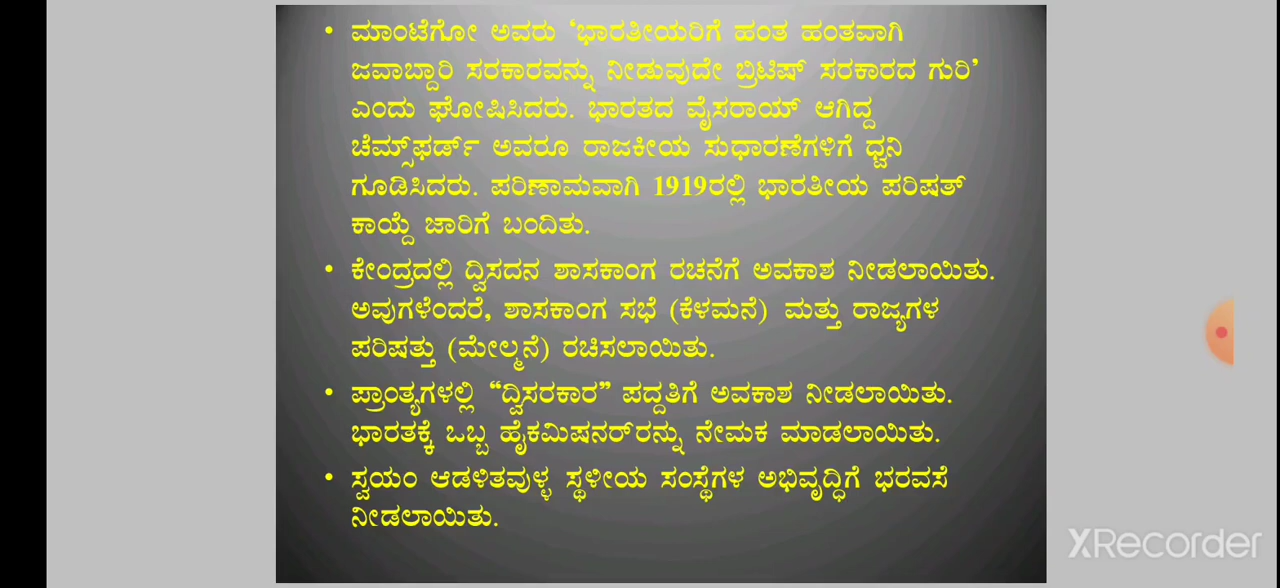 • ಮಾಂಟೆಗೋ ಅವರು ‘ಭಾರತೀಯರಿಗೆ ಹಂತ ಹಂತವಾಗಿ
ಜವಾಬ್ದಾರಿ ಸರಕಾರವನ್ನು ನೀಡುವುದೇ ಬ್ರಿಟಿಷ್ ಸರಕಾರದ ಗುರಿ’
ಎಂದು ಘೋಷಿಸಿದರು. ಭಾರತದ ವೈಸರಾಯ್ ಆಗಿದ್ದ
ಚೆಮ್ಸ್‌ಫರ್ಡ್ ಅವರೂ ರಾಜಕೀಯ ಸುಧಾರಣೆಗಳಿಗೆ ಧ್ವನಿ
ಗೂಡಿಸಿದರು. ಪರಿಣಾಮವಾಗಿ 1919ರಲ್ಲಿ ಭಾರತೀಯ ಪರಿಷತ್
ಕಾಯ್ದೆ ಜಾರಿಗೆ ಬಂದಿತು.
• ಕೇಂದ್ರದಲ್ಲಿ ದ್ವಿಸದನ ಶಾಸಕಾಂಗ ರಚನೆಗೆ ಅವಕಾಶ ನೀಡಲಾಯಿತು.
ಅವುಗಳೆಂದರೆ, ಶಾಸಕಾಂಗ ಸಭೆ (ಕೆಳಮನೆ) ಮತ್ತು ರಾಜ್ಯಗಳ
ಪರಿಷತ್ತು (ಮೇಲ್ಮನೆ) ರಚಿಸಲಾಯಿತು.
• ಪ್ರಾಂತ್ಯಗಳಲ್ಲಿ “ದ್ವಿಸರಕಾರ” ಪದ್ದತಿಗೆ ಅವಕಾಶ ನೀಡಲಾಯಿತು.
ಭಾರತಕ್ಕೆ ಒಬ್ಬ ಹೈಕಮಿಷನರ್‌ರನ್ನು ನೇಮಕ ಮಾಡಲಾಯಿತು.
• ಸ್ವಯಂ ಆಡಳಿತವುಳ್ಳ ಸ್ಥಳೀಯ ಸಂಸ್ಥೆಗಳ ಅಭಿವೃದ್ಧಿಗೆ ಭರವಸೆ
ನೀಡಲಾಯಿತು.
XRecorder